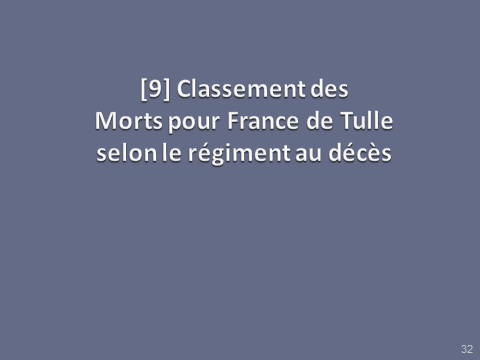 [9] Classement des
Morts pour France de Tulle
selon le régiment au décès
32